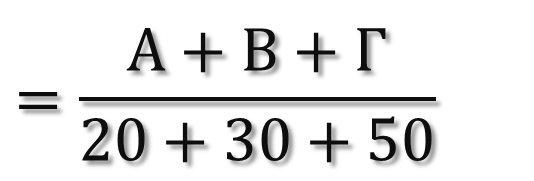 = Α + Β + Γ
20 + 30 + 50